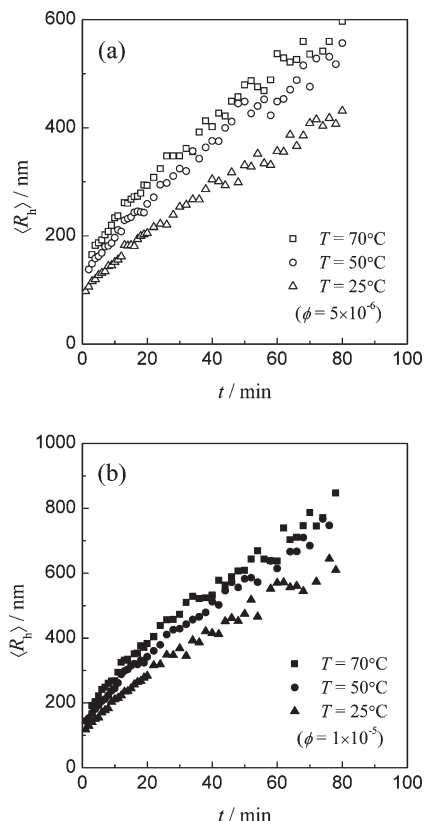 (a)
600
400
200
0
⟨Rh⟩ / nm
□ T = 70°C
○ T = 50°C
△ T = 25°C
(ϕ = 5×10⁻⁶)
0 20 40 60 80 100
t / min
(b)
1000
800
600
400
200
0
⟨Rh⟩ / nm
■ T = 70°C
● T = 50°C
▲ T = 25°C
(ϕ = 1×10⁻⁵)
0 20 40 60 80 100
t / min